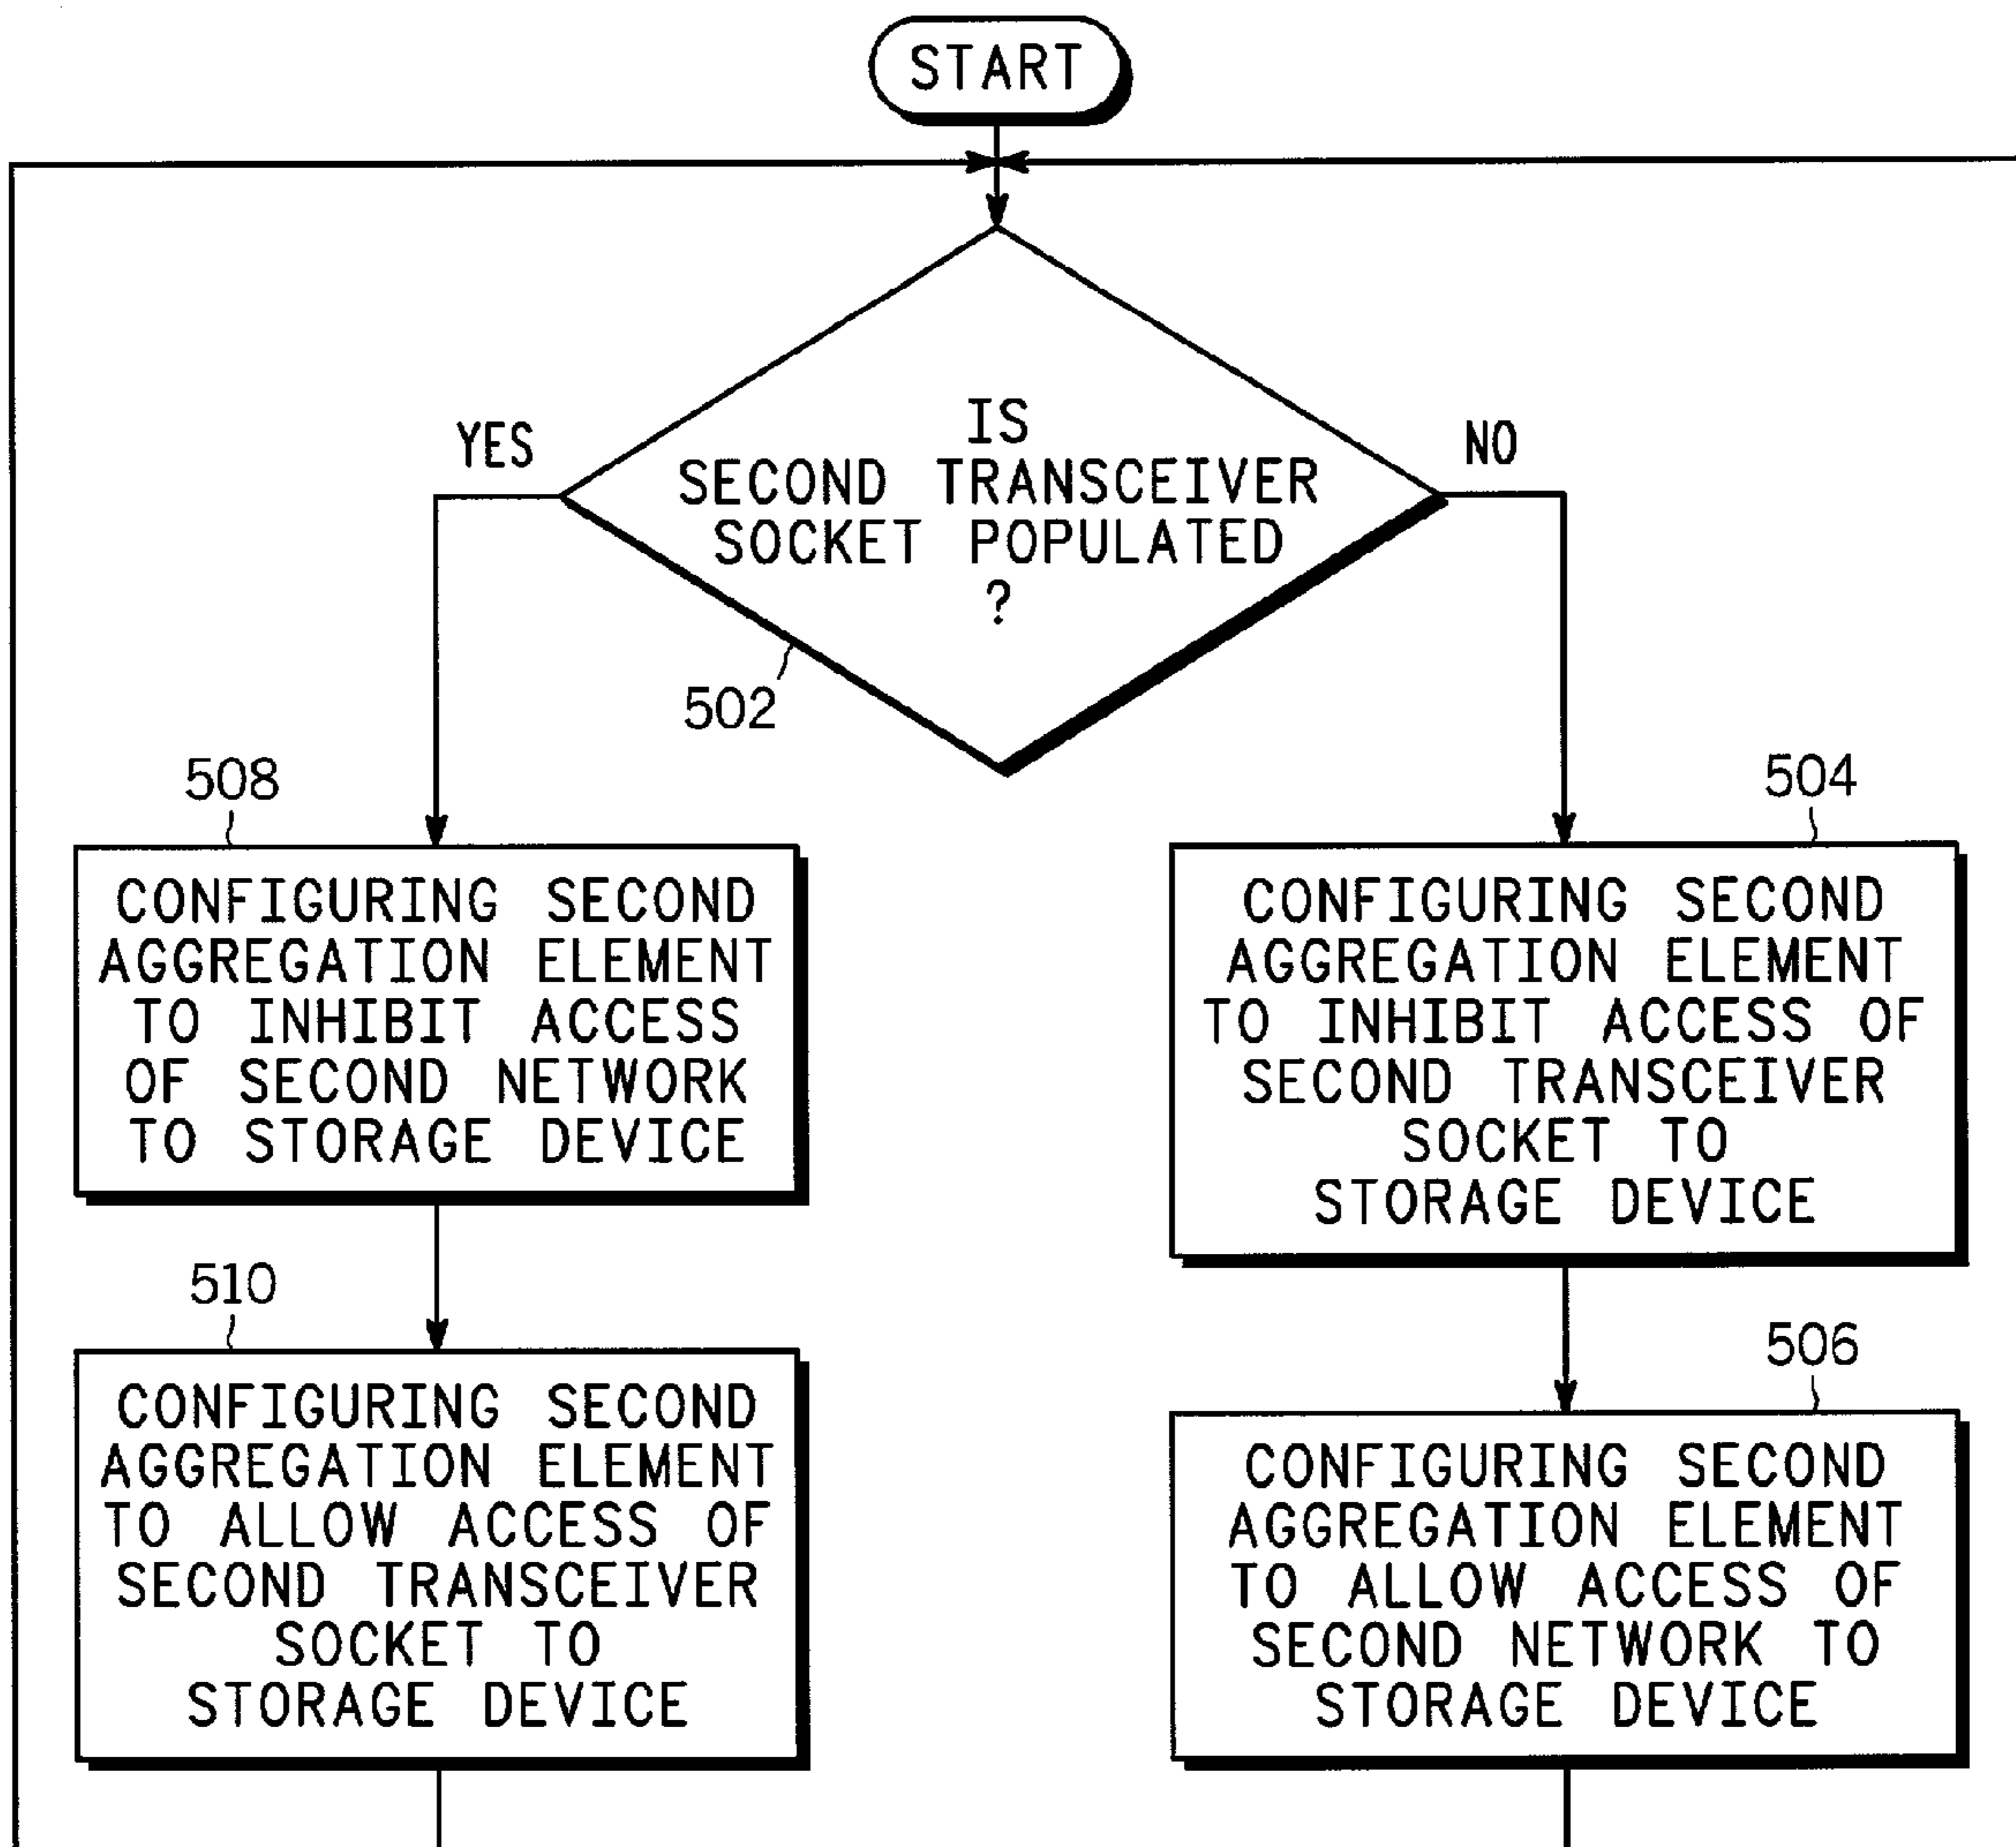 START
IS
SECOND TRANSCEIVER
SOCKET POPULATED
?
YES
NO
502
508
CONFIGURING SECOND
AGGREGATION ELEMENT
TO INHIBIT ACCESS
OF SECOND NETWORK
TO STORAGE DEVICE
504
CONFIGURING SECOND
AGGREGATION ELEMENT
TO INHIBIT ACCESS OF
SECOND TRANSCEIVER
SOCKET TO
STORAGE DEVICE
510
CONFIGURING SECOND
AGGREGATION ELEMENT
TO ALLOW ACCESS OF
SECOND TRANSCEIVER
SOCKET TO
STORAGE DEVICE
506
CONFIGURING SECOND
AGGREGATION ELEMENT
TO ALLOW ACCESS OF
SECOND NETWORK TO
STORAGE DEVICE